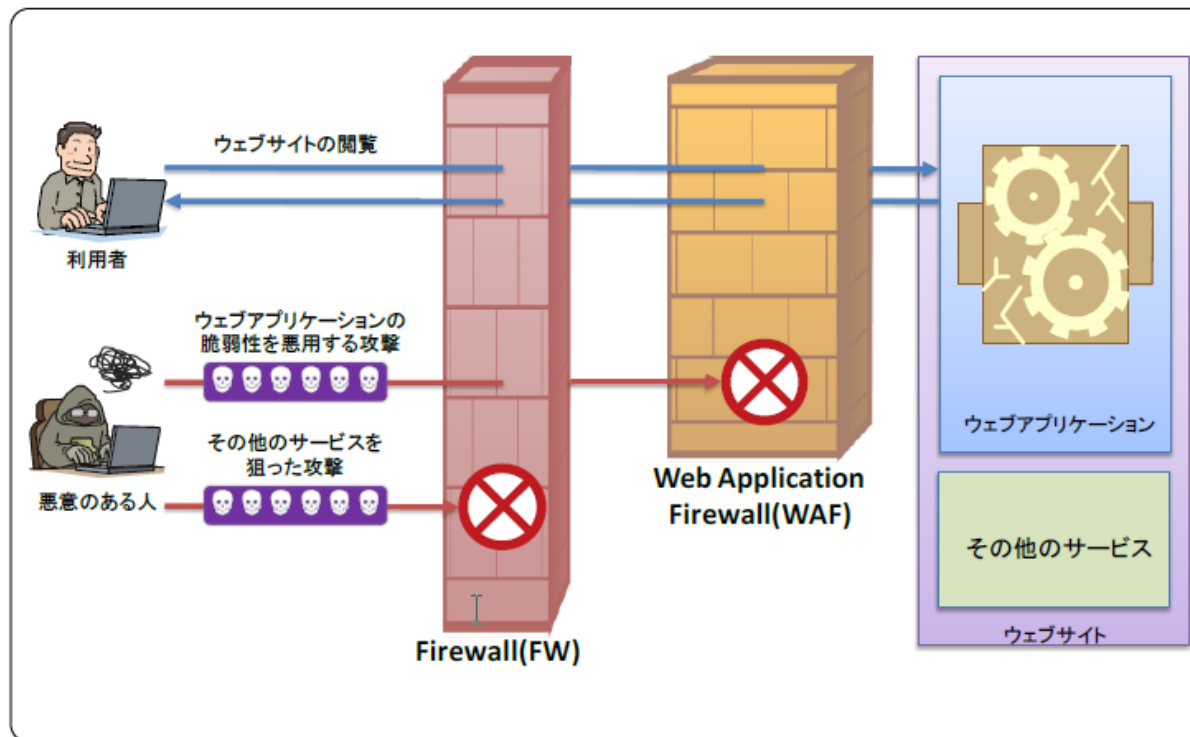 ウェブサイトの閲覧
利用者
ウェブアプリケーションの
脆弱性を悪用する攻撃
その他のサービスを
狙った攻撃
悪意のある人
Firewall(FW)
Web Application
Firewall(WAF)
ウェブアプリケーション
その他のサービス
ウェブサイト